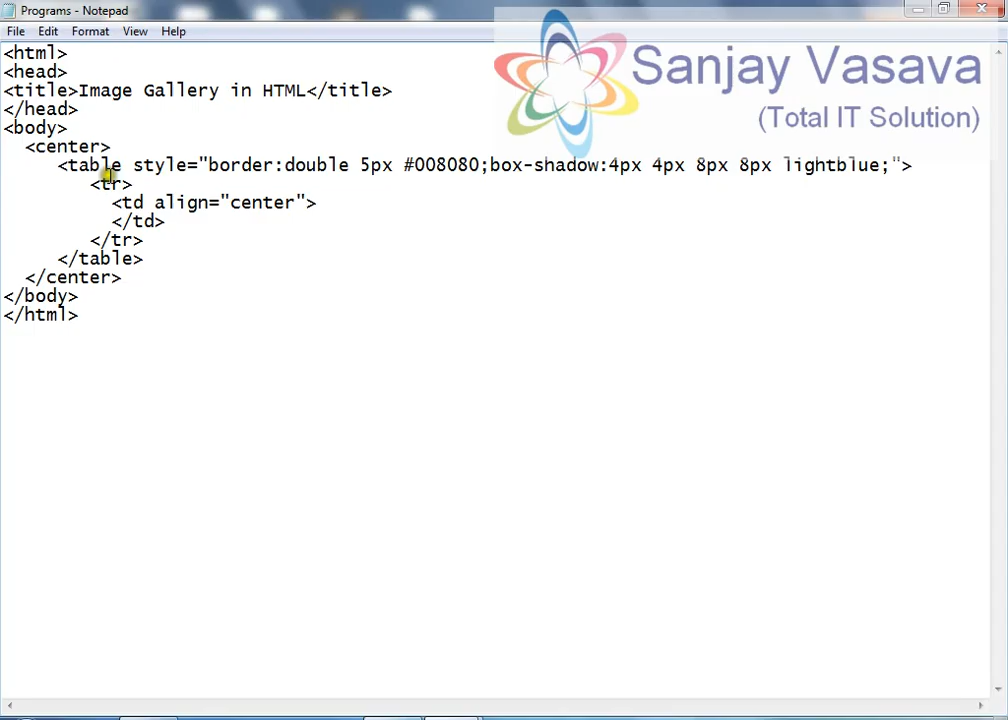 Programs - Notepad
File Edit Format View Help
<html>
<head>
<title>Image Gallery in HTML</title>
</head>
<body>
<center>
<table style="border:double 5px #008080;box-shadow:4px 4px 8px 8px lightblue;">
<tr>
<td align="center">
</td>
</tr>
</table>
</center>
</body>
</html>
Sanjay Vasava
(Total IT Solution)